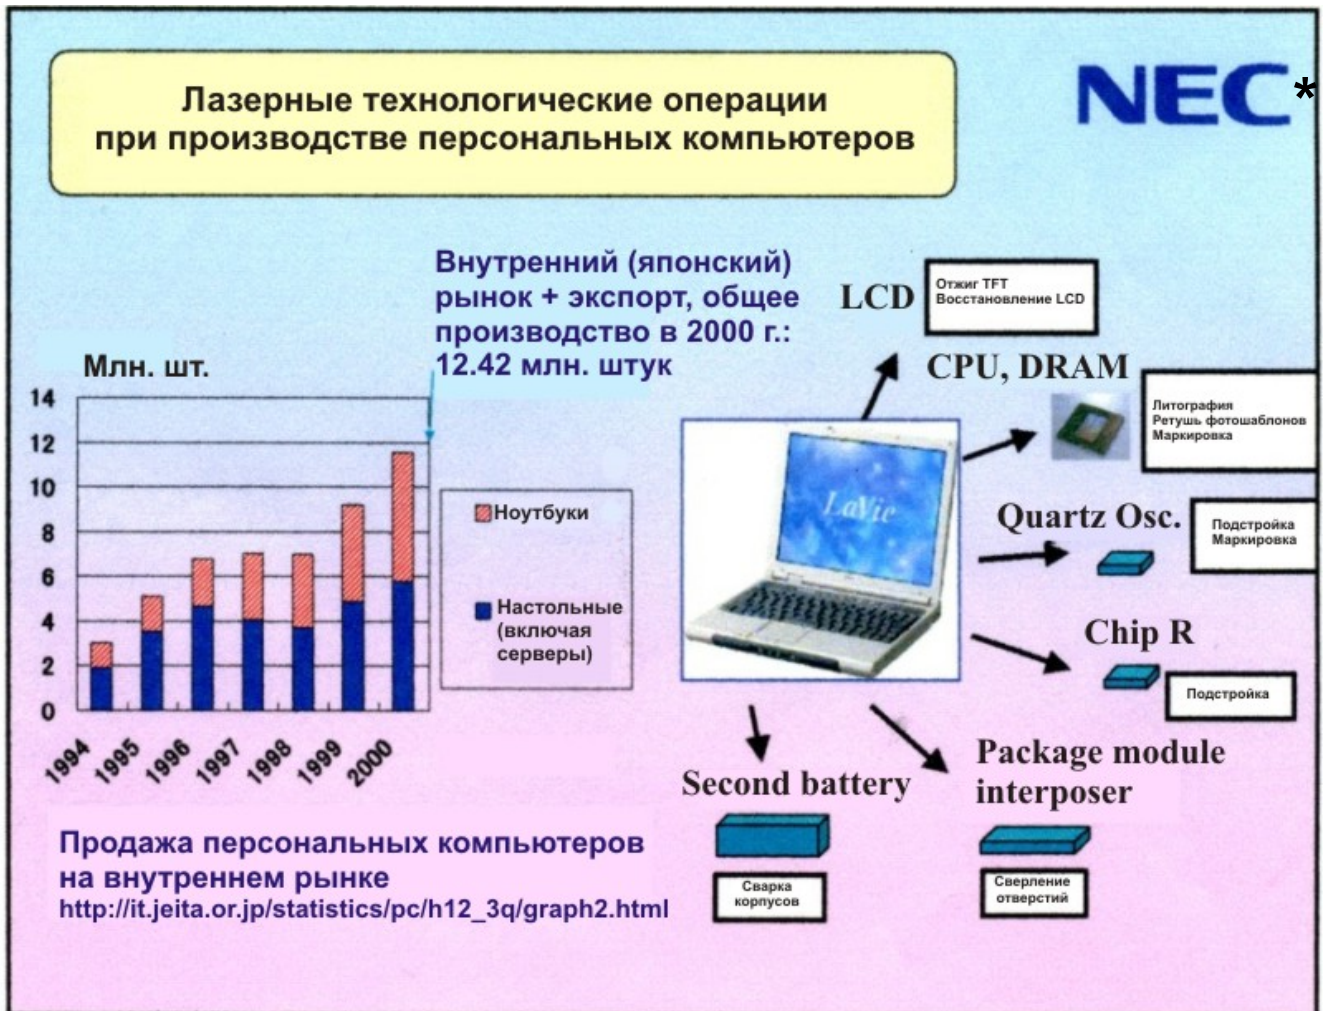 Лазерные технологические операции
при производстве персональных компьютеров
NEC*
Внутренний (японский)
рынок + экспорт, общее
производство в 2000 г.:
12.42 млн. штук
Млн. шт.
14
12
10
8
6
4
2
0
1994
1995
1996
1997
1998
1999
2000
Ноутбуки
Настольные
(включая
серверы)
Продажа персональных компьютеров
на внутреннем рынке
http://it.jeita.or.jp/statistics/pc/h12_3q/graph2.html
LCD
Отжиг TFT
Восстановление LCD
CPU, DRAM
Литография
Ретушь фотошаблонов
Маркировка
LaVie
Quartz Osc.
Подстройка
Маркировка
Chip R
Подстройка
Second battery
Сварка
корпусов
Package module
interposer
Сверление
отверстий